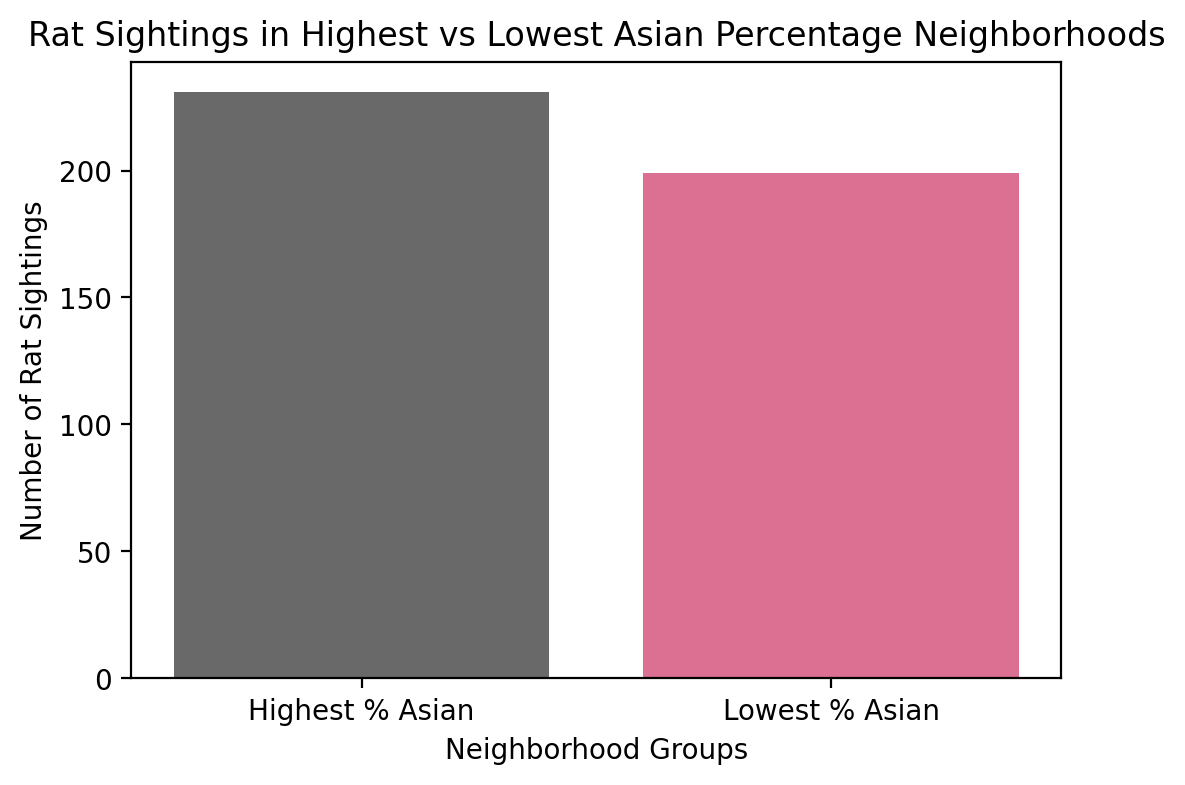 Rat Sightings in Highest vs Lowest Asian Percentage Neighborhoods
Number of Rat Sightings
200
150
100
50
0
Highest % Asian
Lowest % Asian
Neighborhood Groups